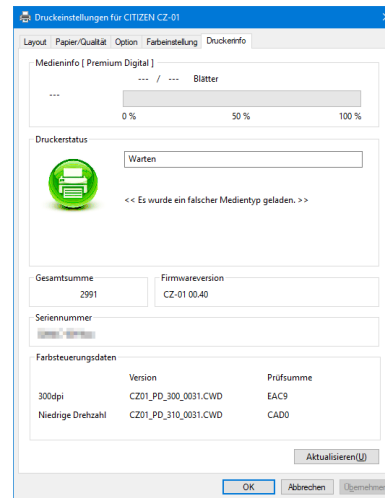 Druckeinstellungen für CITIZEN CZ-01
Layout Papier/Qualität Option Farbeinstellung Druckerinfo
Medieninfo [ Premium Digital ]
--- / --- Blätter
---
0 % 50 % 100 %
Druckerstatus
Warten
<< Es wurde ein falscher Medientyp geladen. >>
Gesamtsumme
2991
Firmwareversion
CZ-01 00.40
Seriennummer
Farbsteuerungsdaten
Version Prüfsumme
300dpi CZ01_PD_300_0031.CWD EAC9
Niedrige Drehzahl CZ01_PD_310_0031.CWD CAD0
Aktualisieren(U)
OK Abbrechen Übernehmen